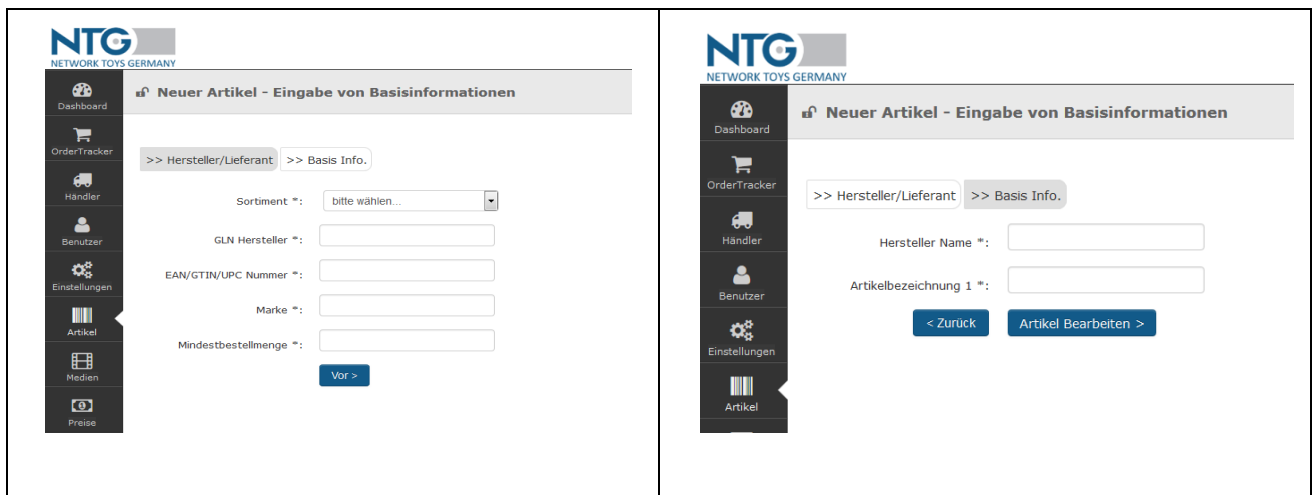 NTG
NETWORK TOYS GERMANY
Dashboard
OrderTracker
Händler
Benutzer
Einstellungen
Artikel
Medien
Preise
Neuer Artikel - Eingabe von Basisinformationen
>> Hersteller/Lieferant >> Basis Info.
Sortiment *: bitte wählen...
GLN Hersteller *:
EAN/GTIN/UPC Nummer *:
Marke *:
Mindestbestellmenge *:
Vor >
NTG
NETWORK TOYS GERMANY
Dashboard
OrderTracker
Händler
Benutzer
Einstellungen
Artikel
Neuer Artikel - Eingabe von Basisinformationen
>> Hersteller/Lieferant >> Basis Info.
Hersteller Name *:
Artikelbezeichnung 1 *:
< Zurück Artikel Bearbeiten >